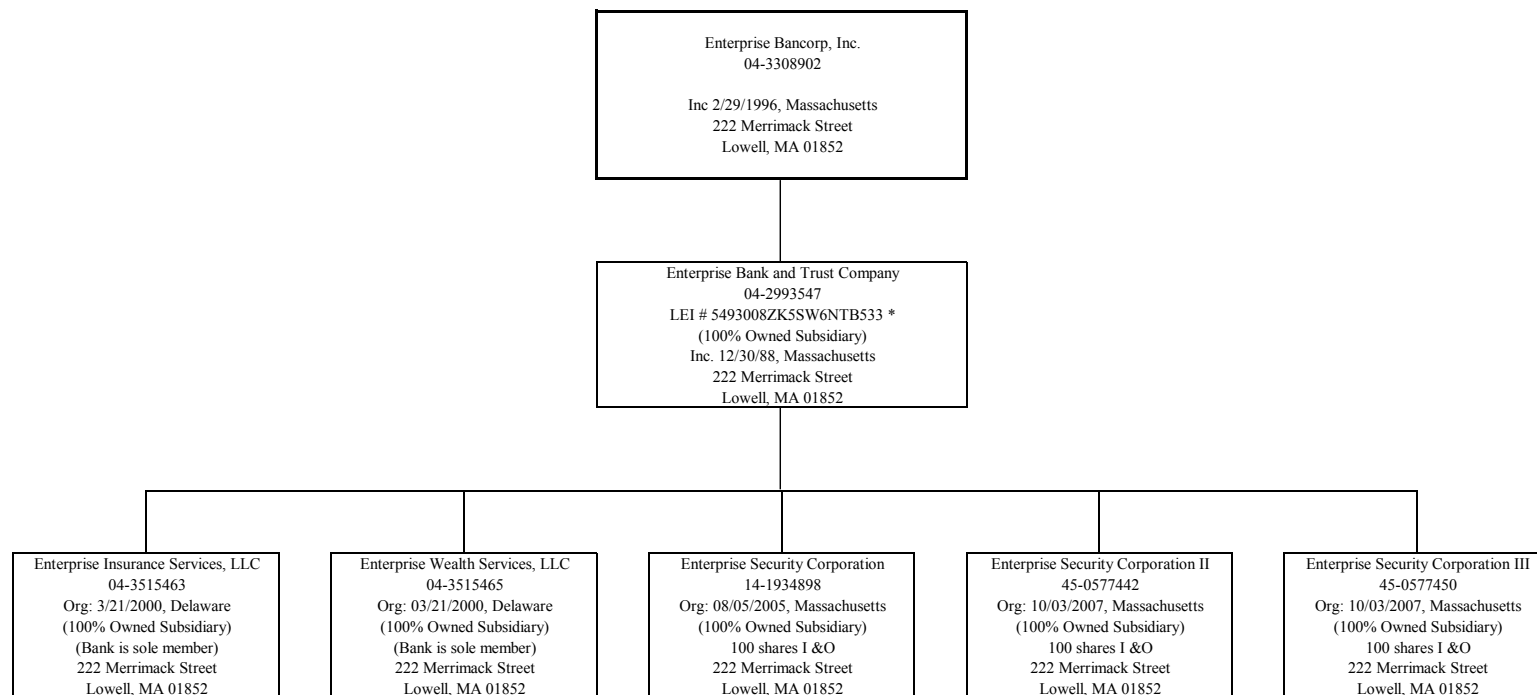 Enterprise Bancorp, Inc.
04-3308902
Inc 2/29/1996, Massachusetts
222 Merrimack Street
Lowell, MA 01852
Enterprise Bank and Trust Company
04-2993547
LEI # 5493008ZK5SW6NTB533 *
(100% Owned Subsidiary)
Inc. 12/30/88, Massachusetts
222 Merrimack Street
Lowell, MA 01852
Enterprise Insurance Services, LLC
04-3515463
Org: 3/21/2000, Delaware
(100% Owned Subsidiary)
(Bank is sole member)
222 Merrimack Street
Lowell, MA 01852
Enterprise Wealth Services, LLC
04-3515465
Org: 03/21/2000, Delaware
(100% Owned Subsidiary)
(Bank is sole member)
222 Merrimack Street
Lowell, MA 01852
Enterprise Security Corporation
14-1934898
Org: 08/05/2005, Massachusetts
(100% Owned Subsidiary)
100 shares I &O
222 Merrimack Street
Lowell, MA 01852
Enterprise Security Corporation II
45-0577442
Org: 10/03/2007, Massachusetts
(100% Owned Subsidiary)
100 shares I &O
222 Merrimack Street
Lowell, MA 01852
Enterprise Security Corporation III
45-0577450
Org: 10/03/2007, Massachusetts
(100% Owned Subsidiary)
100 shares I &O
222 Merrimack Street
Lowell, MA 01852